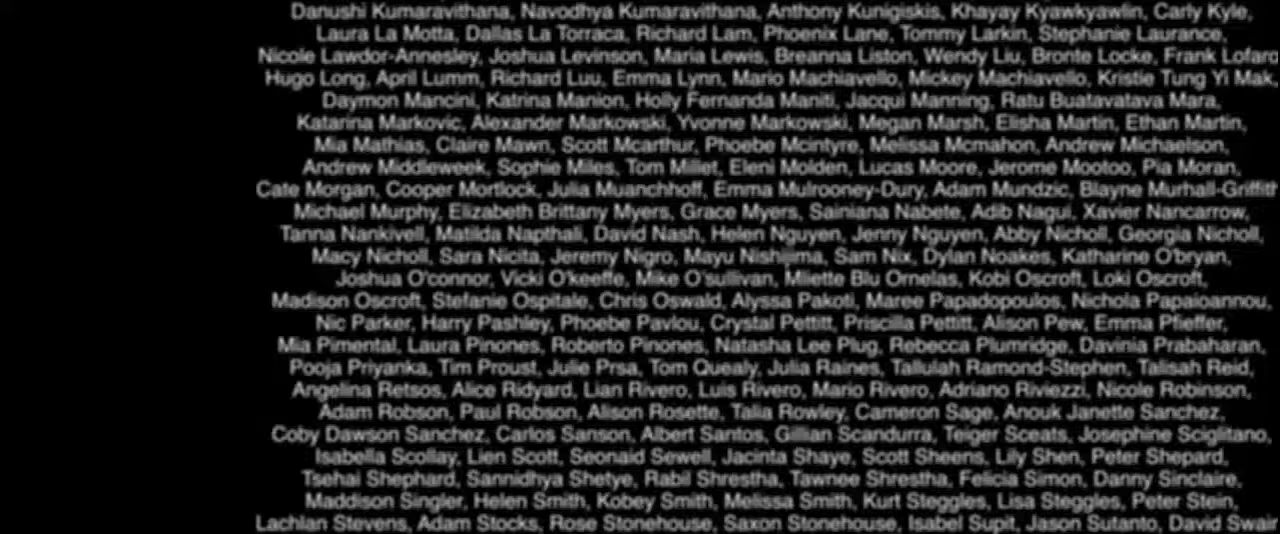 Danushi Kumaravithana, Navodhya Kumaravithana, Anthony Kunigiskis, Khayay Kyawkyawlin, Carly Kyle,
Laura La Motta, Dallas La Torraca, Richard Lam, Phoenix Lane, Tommy Larkin, Stephanie Laurance,
Nicole Lawdor-Annesley, Joshua Levinson, Maria Lewis, Breanna Liston, Wendy Liu, Bronte Locke, Frank Lofaro
Hugo Long, April Lumm, Richard Luu, Emma Lynn, Mario Machiavello, Mickey Machiavello, Kristie Tung Yi Mak,
Daymon Mancini, Katrina Manion, Holly Fernanda Maniti, Jacqui Manning, Ratu Buatavatava Mara,
Katarina Markovic, Alexander Markowski, Yvonne Markowski, Megan Marsh, Elisha Martin, Ethan Martin,
Mia Mathias, Claire Mawn, Scott Mcarthur, Phoebe Mcintyre, Melissa Mcmahon, Andrew Michaelson,
Andrew Middleweek, Sophie Miles, Tom Millet, Eleni Molden, Lucas Moore, Jerome Mootoo, Pia Moran,
Cate Morgan, Cooper Mortlock, Julia Muanchhoff, Emma Mulrooney-Dury, Adam Mundzic, Blayne Murhall-Griffith
Michael Murphy, Elizabeth Brittany Myers, Grace Myers, Sainiana Nabete, Adib Nagui, Xavier Nancarrow,
Tanna Nankivell, Matilda Napthali, David Nash, Helen Nguyen, Jenny Nguyen, Abby Nicholl, Georgia Nicholl,
Macy Nicholl, Sara Nicita, Jeremy Nigro, Mayu Nishijima, Sam Nix, Dylan Noakes, Katharine O'bryan,
Joshua O'connor, Vicki O'keeffe, Mike O'sullivan, Miiette Blu Ornelas, Kobi Oscroft, Loki Oscroft,
Madison Oscroft, Stefanie Ospitale, Chris Oswald, Alyssa Pakoti, Maree Papadopoulos, Nichola Papaioannou,
Nic Parker, Harry Pashley, Phoebe Pavlou, Crystal Pettitt, Priscilla Pettitt, Alison Pew, Emma Pfieffer,
Mia Pimental, Laura Pinones, Roberto Pinones, Natasha Lee Plug, Rebecca Plumridge, Davinia Prabaharan,
Pooja Priyanka, Tim Proust, Julie Prsa, Tom Quealy, Julia Raines, Tallulah Ramond-Stephen, Talisah Reid,
Angelina Retsos, Alice Ridyard, Lian Rivero, Luis Rivero, Mario Rivero, Adriano Riviezzi, Nicole Robinson,
Adam Robson, Paul Robson, Alison Rosette, Talia Rowley, Cameron Sage, Anouk Janette Sanchez,
Coby Dawson Sanchez, Carlos Sanson, Albert Santos, Gillian Scandurra, Teiger Sceats, Josephine Sciglitano,
Isabella Scollay, Lien Scott, Seonaid Sewell, Jacinta Shaye, Scott Sheens, Lily Shen, Peter Shepard,
Tsehai Shephard, Sannidhya Shetye, Rabil Shrestha, Tawnee Shrestha, Felicia Simon, Danny Sinclaire,
Maddison Singler, Helen Smith, Kobey Smith, Melissa Smith, Kurt Steggles, Lisa Steggles, Peter Stein,
Lachlan Stevens, Adam Stocks, Rose Stonehouse, Saxon Stonehouse, Isabel Supit, Jason Sutanto, David Swain